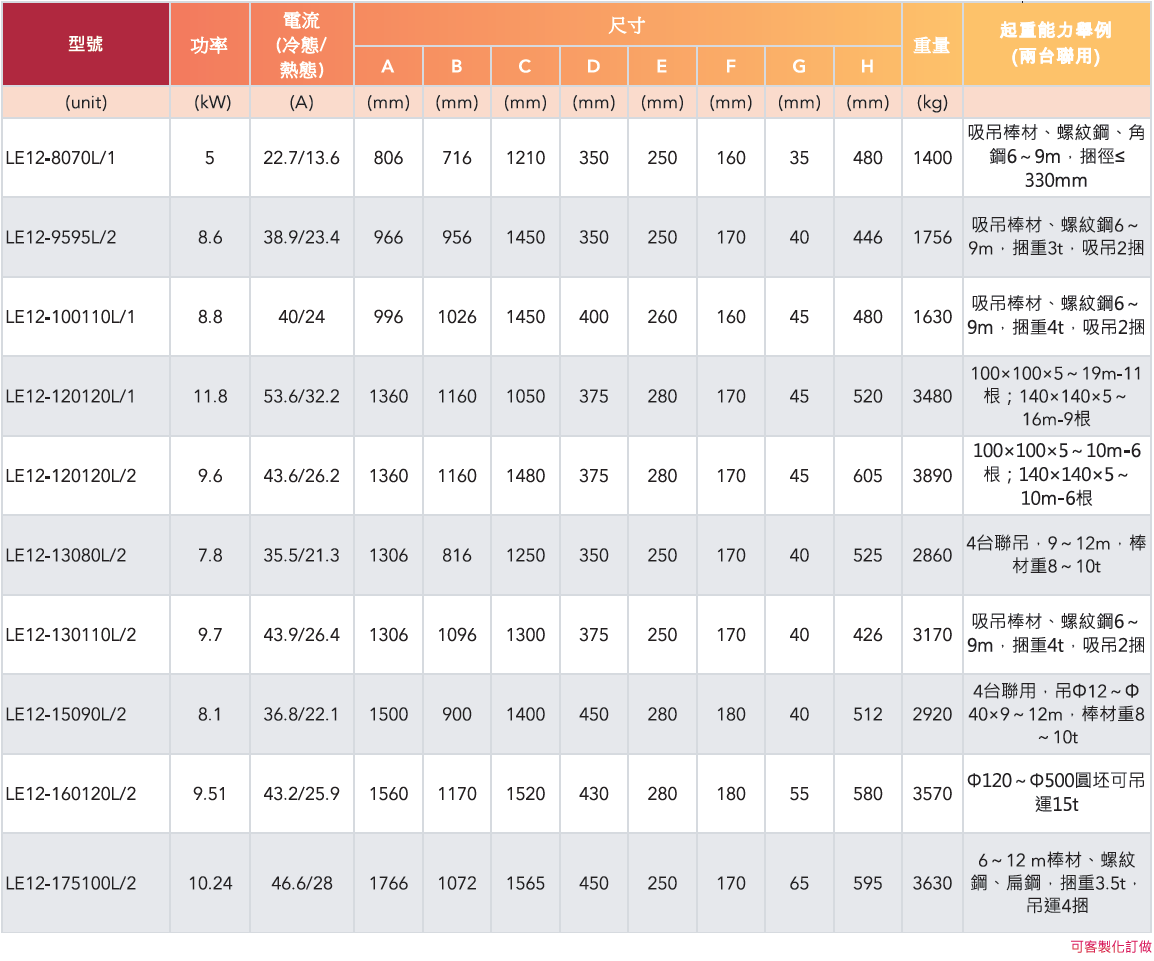 型號 功率 電流(冷態/熱態) 尺寸 重量 起重能力舉例(兩台聯用)
A B C D E F G H
(unit) (kW) (A) (mm) (mm) (mm) (mm) (mm) (mm) (mm) (mm) (kg)
LE12-8070L/1 5 22.7/13.6 806 716 1210 350 250 160 35 480 1400 吸吊棒材、螺紋鋼、角鋼6~9m，捆徑≤330mm
LE12-9595L/2 8.6 38.9/23.4 966 956 1450 350 250 170 40 446 1756 吸吊棒材、螺紋鋼6~9m，捆重3t，吸吊2捆
LE12-100110L/1 8.8 40/24 996 1026 1450 400 260 160 45 480 1630 吸吊棒材、螺紋鋼6~9m，捆重4t，吸吊2捆
LE12-120120L/1 11.8 53.6/32.2 1360 1160 1050 375 280 170 45 520 3480 100×100×5~19m-11根；140×140×5~16m-9根
LE12-120120L/2 9.6 43.6/26.2 1360 1160 1480 375 280 170 45 605 3890 100×100×5~10m-6根；140×140×5~10m-6根
LE12-13080L/2 7.8 35.5/21.3 1306 816 1250 350 250 170 40 525 2860 4台聯吊，9~12m，棒材重8~10t
LE12-130110L/2 9.7 43.9/26.4 1306 1096 1300 375 250 170 40 426 3170 吸吊棒材、螺紋鋼6~9m，捆重4t，吸吊2捆
LE12-15090L/2 8.1 36.8/22.1 1500 900 1400 450 280 180 40 512 2920 4台聯用，吊Φ12~Φ40×9~12m，棒材重8~10t
LE12-160120L/2 9.51 43.2/25.9 1560 1170 1520 430 280 180 55 580 3570 Φ120~Φ500圓坯可吊運15t
LE12-175100L/2 10.24 46.6/28 1766 1072 1565 450 250 170 65 595 3630 6~12 m棒材、螺紋鋼、扁鋼，捆重3.5t，吊運4捆
可客製化訂做